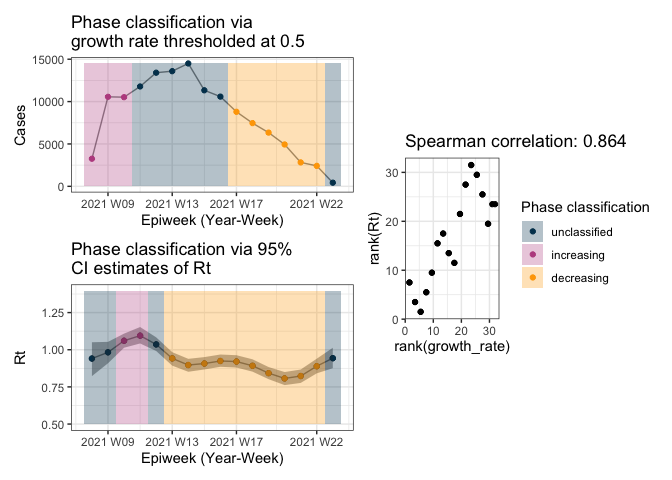 Phase classification via
growth rate thresholded at 0.5
15000
10000
5000
0
Cases
2021 W09
2021 W13
2021 W17
2021 W22
Epiweek (Year-Week)
Phase classification via 95%
CI estimates of Rt
1.25
1.00
0.75
0.50
Rt
2021 W09
2021 W13
2021 W17
2021 W22
Epiweek (Year-Week)
Spearman correlation: 0.864
30
20
10
0
rank(Rt)
0
10
20
30
rank(growth_rate)
Phase classification
unclassified
increasing
decreasing